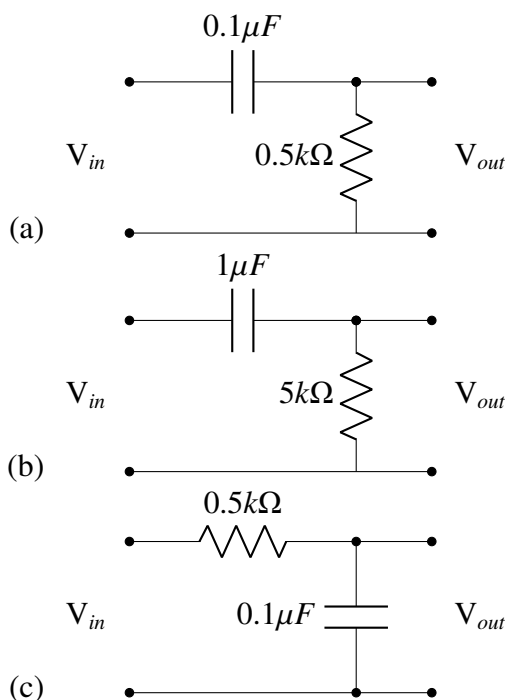 0.1μF
V_in
0.5kΩ
V_out
(a)
1μF
V_in
5kΩ
V_out
(b)
0.5kΩ
V_in
0.1μF
V_out
(c)